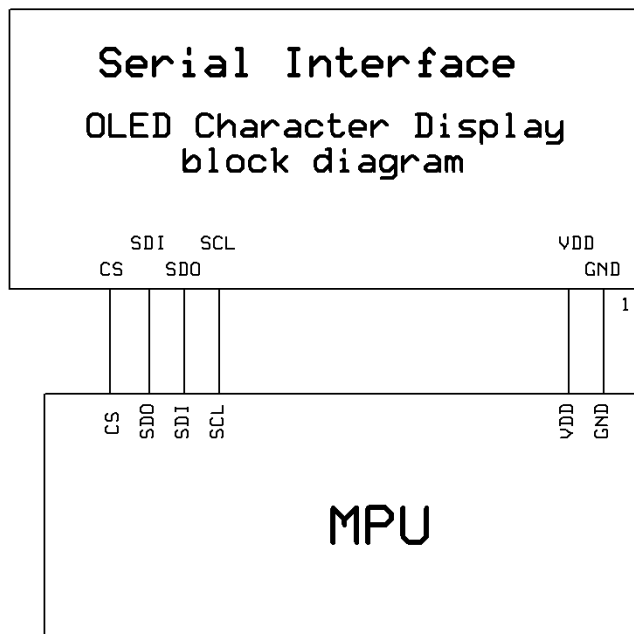 Serial Interface
OLED Character Display
block diagram
SDI SCL VDD
CS SDO GND
1
CS SDO SDI SCL VDD GND
MPU